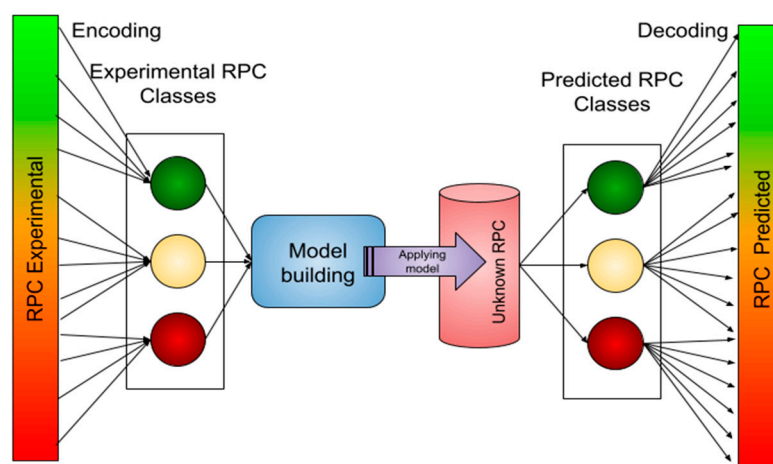 Encoding
Decoding
Experimental RPC
Classes
Predicted RPC
Classes
RPC Experimental
Model
building
Applying
model
Unknown RPC
RPC Predicted